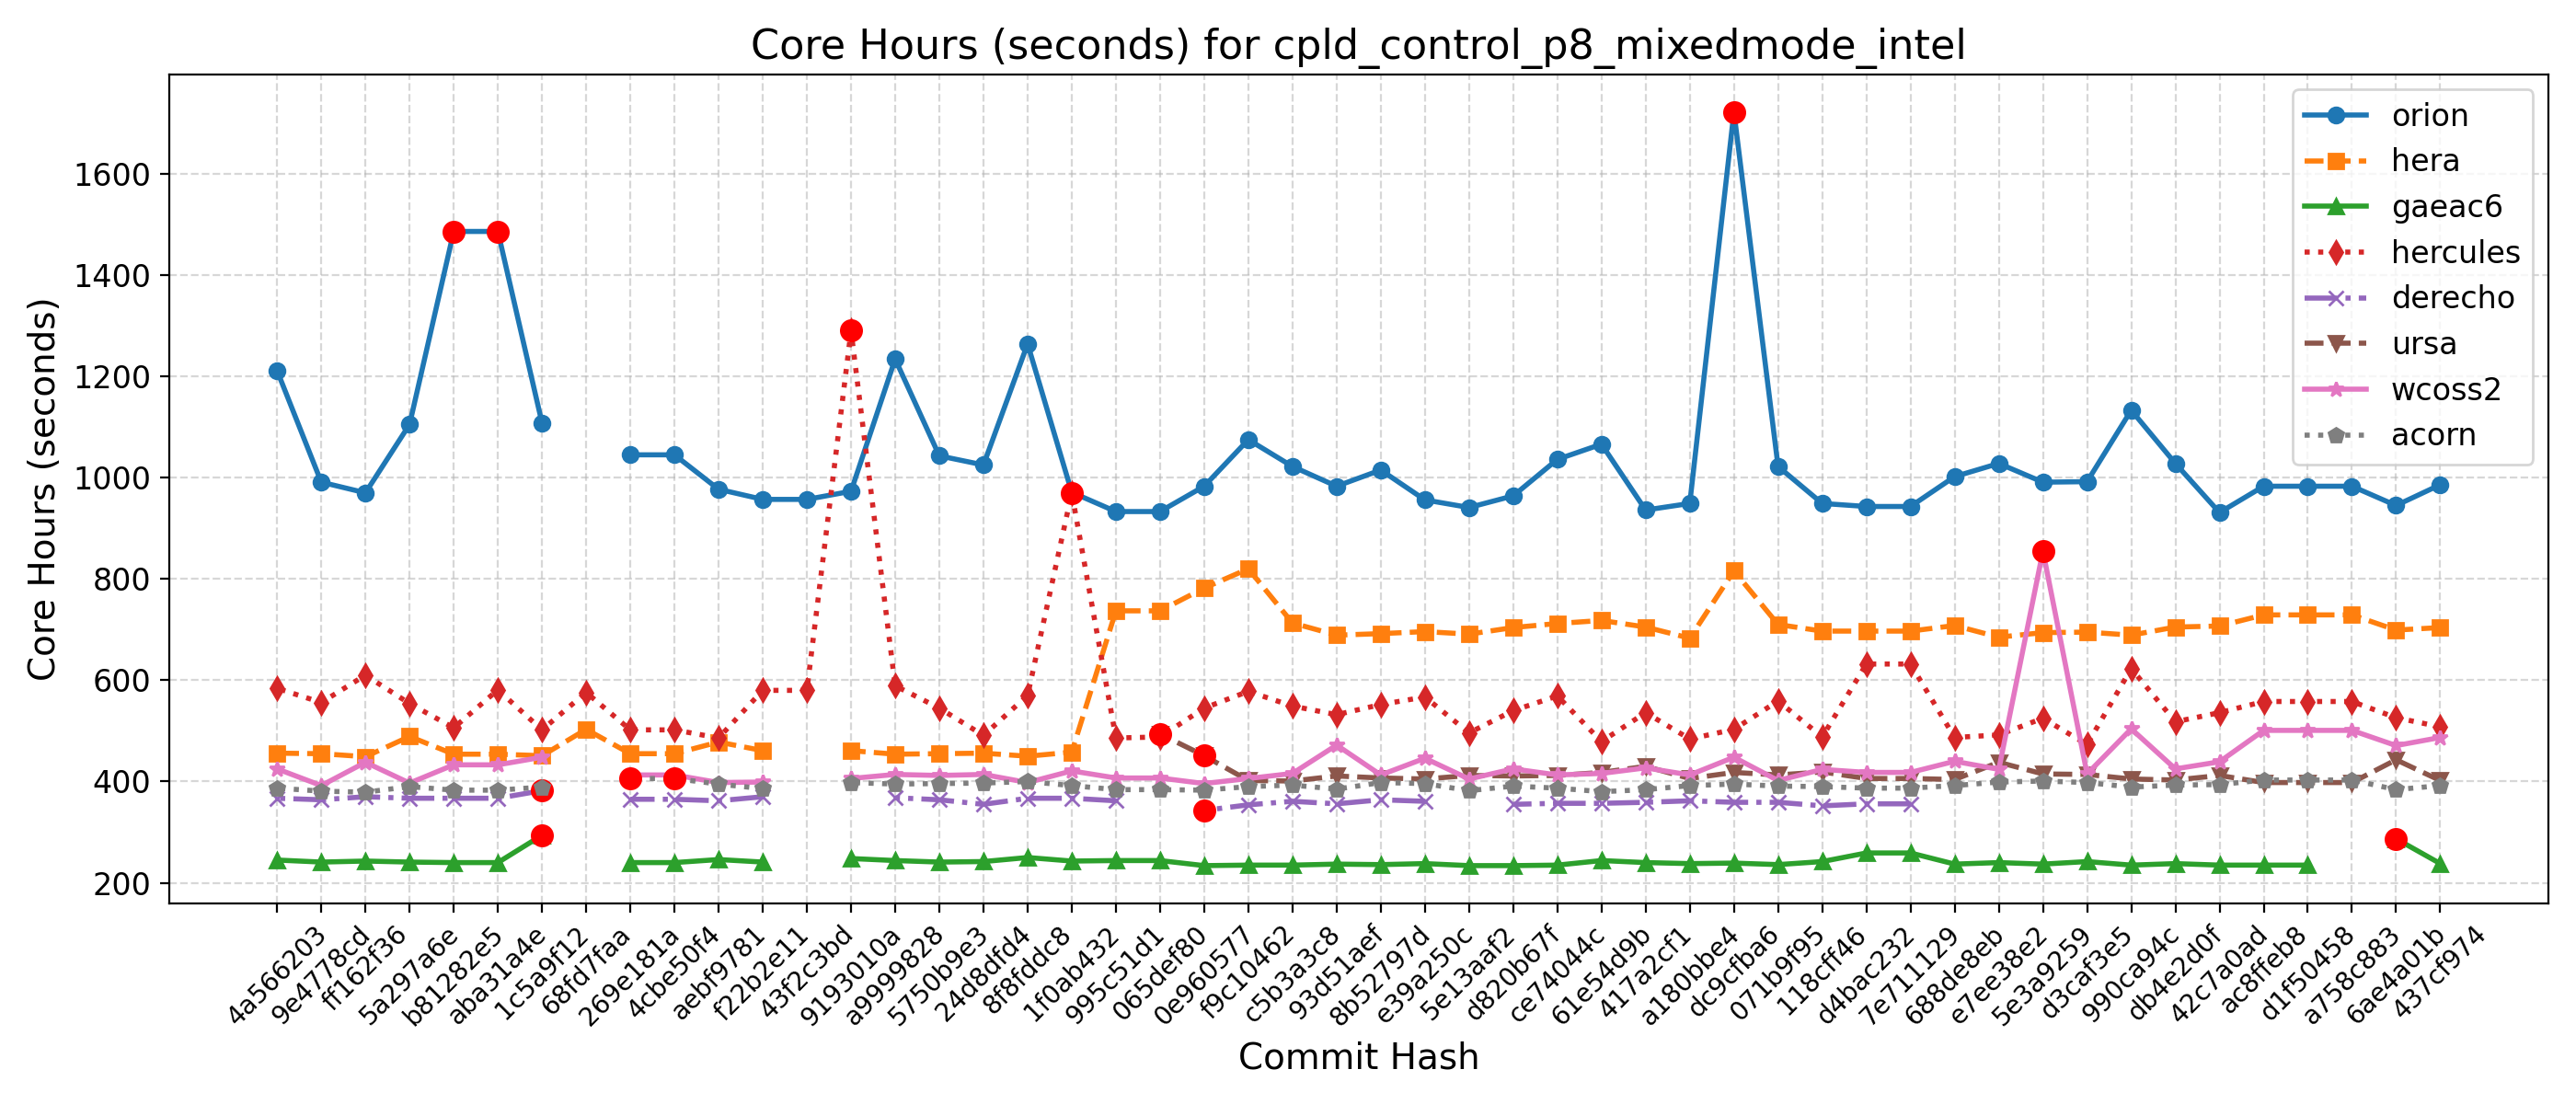 Core Hours (seconds) for cpld_control_p8_mixedmode_intel
Core Hours (seconds)
1600
1400
1200
1000
800
600
400
200
orion
hera
gaeac6
hercules
derecho
ursa
wcoss2
acorn
4a566203
9e4778cd
ff162f36
5a297a6e
b81282e5
aba31a4e
1c5a9f12
68fd7faa
269e181a
4cbe50f4
aebf9781
f22b2e11
43f2c3bd
9193010a
a9999828
5750b9e3
24d8dfd4
8f8fddc8
1f0ab432
995c51d1
065def80
0e960577
f9c10462
c5b3a3c8
93d51aef
8b52797d
e39a250c
5e13aaf2
d820b67f
ce74044c
61e54d9b
417a2cf1
a180bbe4
dc9cfba6
071b9f95
118cff46
d4bac232
7e711129
688de8eb
e7ee38e2
5e3a9259
d3caf3e5
990ca94c
db4e2d0f
42c7a0ad
ac8ffeb8
d1f50458
a758c883
6ae4a01b
437cf974
Commit Hash